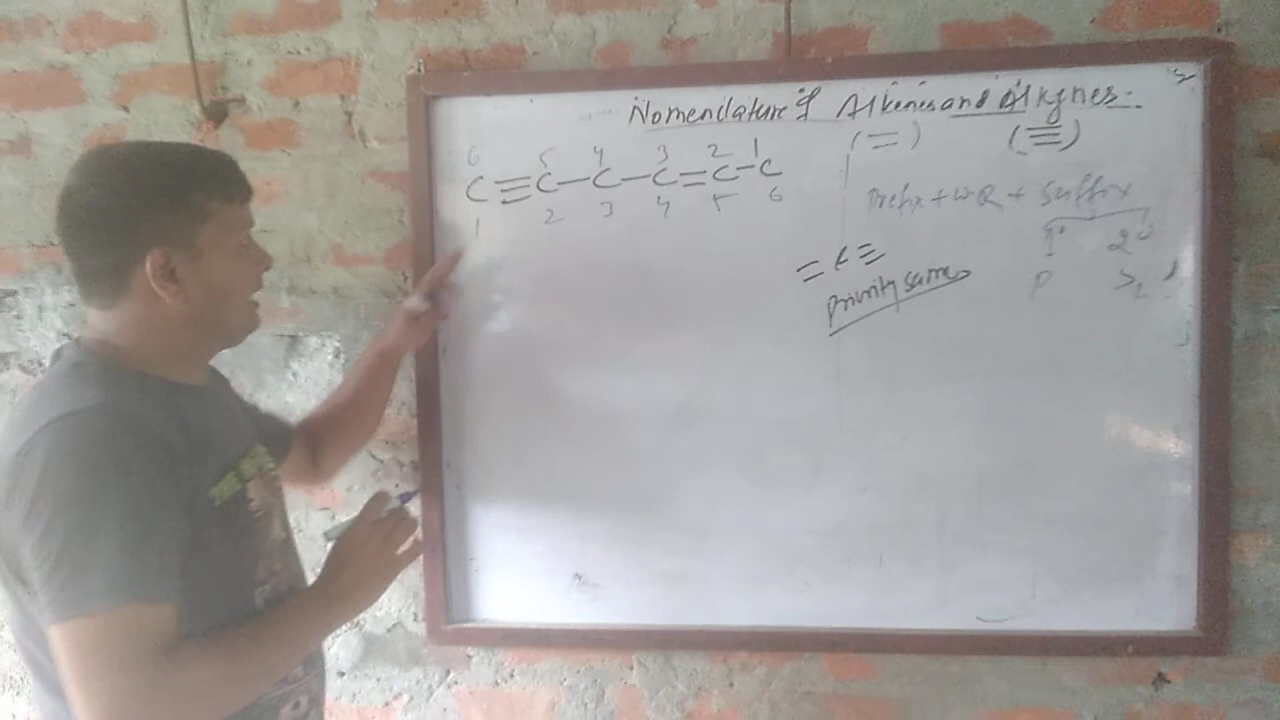 Nomenclature of Alkenes and Alkynes:-
(=) (≡)
6 5 4 3 2 1
C≡C–C–C=C–C
1 2 3 4 5 6
Prefix + W.R + Suffix
1° 2°
= & ≡
P
Priority same